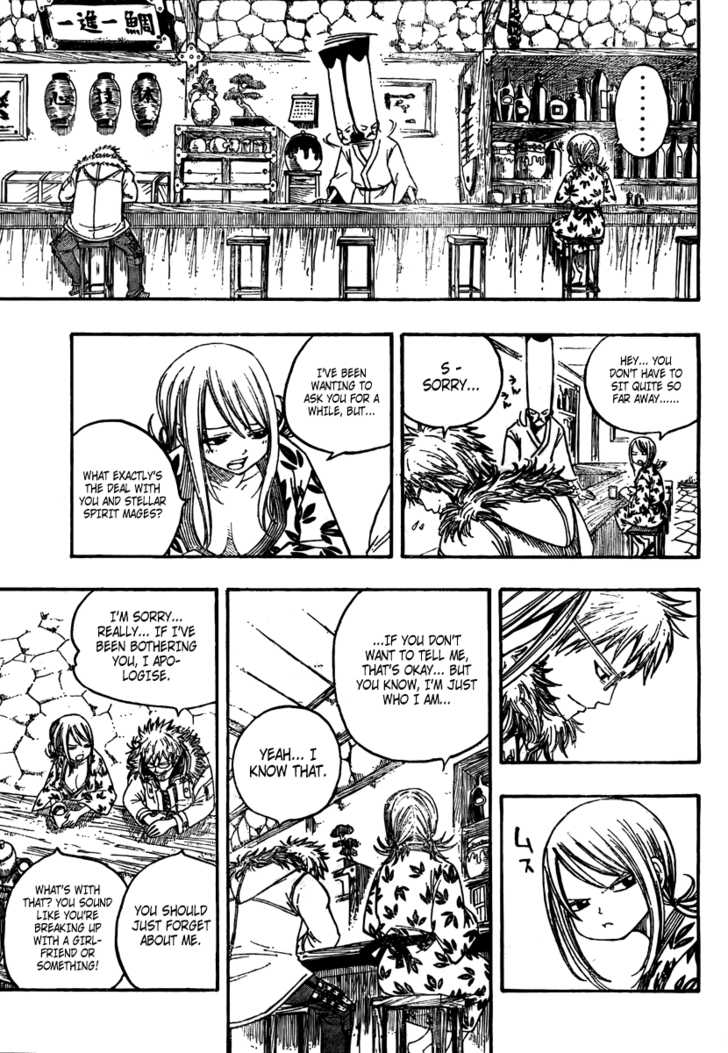 鯛一進一
心
技
体
......
HEY... YOU
DON'T HAVE TO
SIT QUITE SO
FAR AWAY......
S -
SORRY...
I'VE BEEN
WANTING TO
ASK YOU FOR A
WHILE, BUT...
WHAT EXACTLY'S
THE DEAL WITH
YOU AND STELLAR
SPIRIT MAGES?
ムス
...IF YOU DON'T
WANT TO TELL ME,
THAT'S OKAY... BUT
YOU KNOW, I'M JUST
WHO I AM...
YEAH... I
KNOW THAT.
I'M SORRY...
REALLY... IF I'VE
BEEN BOTHERING
YOU, I APO-
LOGISE.
YOU SHOULD
JUST FORGET
ABOUT ME.
WHAT'S WITH
THAT? YOU SOUND
LIKE YOU'RE
BREAKING UP
WITH A GIRL-
FRIEND OR
SOMETHING!